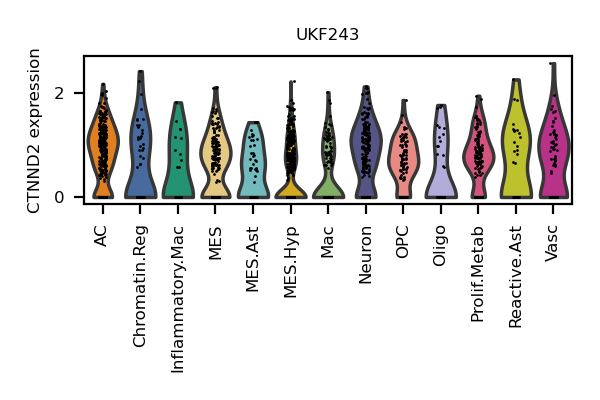 UKF243
CTNND2 expression
2
0
AC
Chromatin.Reg
Inflammatory.Mac
MES
MES.Ast
MES.Hyp
Mac
Neuron
OPC
Oligo
Prolif.Metab
Reactive.Ast
Vasc